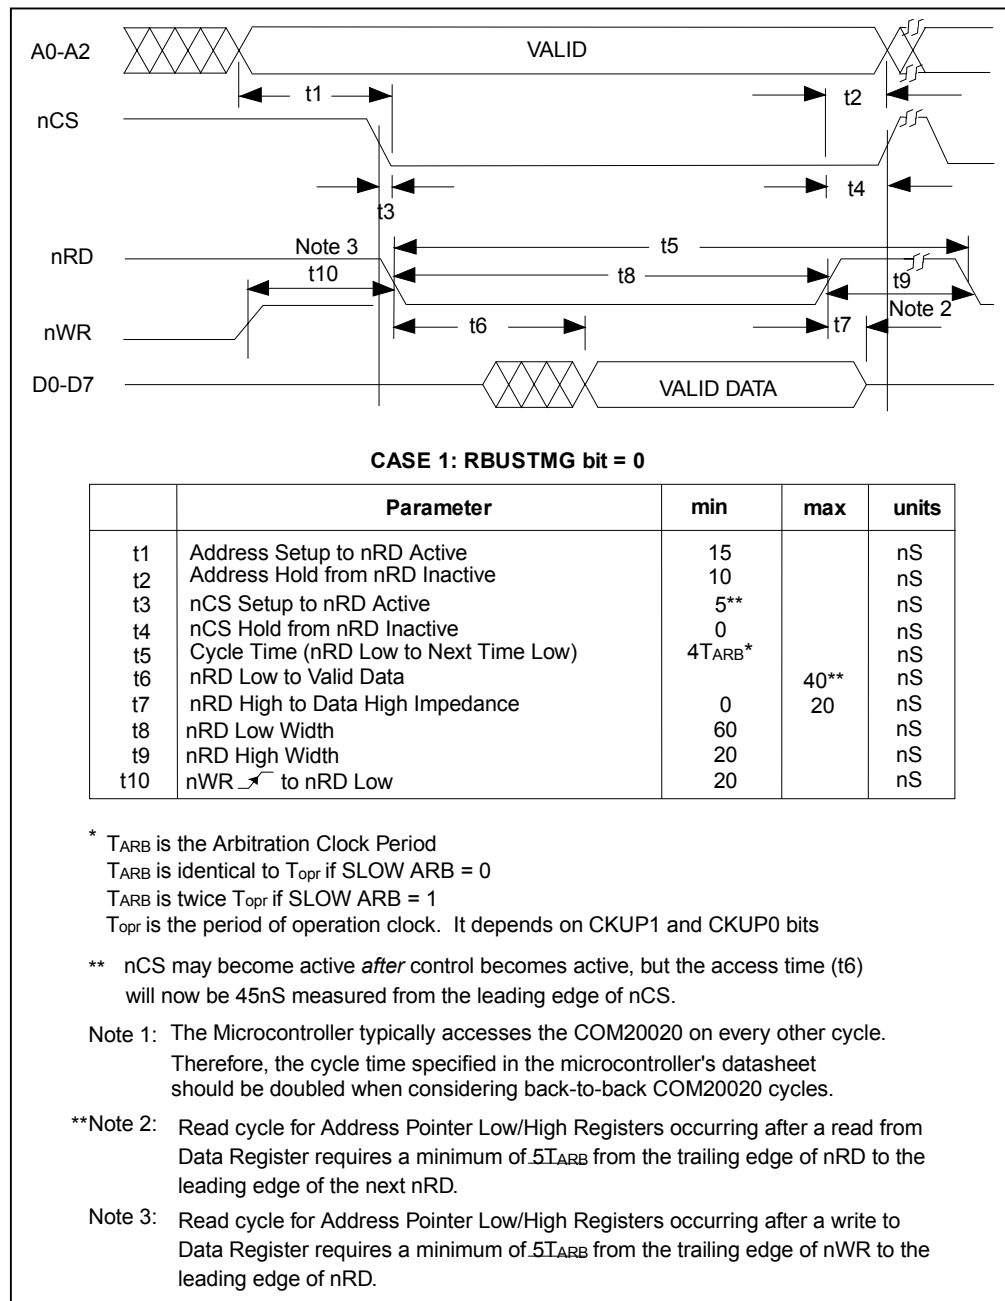 A0-A2
VALID
t1
t2
nCS
t3
t4
nRD
Note 3
t5
t10
t8
t9
Note 2
nWR
t6
t7
D0-D7
VALID DATA
CASE 1: RBUSTMG bit = 0
Parameter min max units
t1 Address Setup to nRD Active 15 nS
t2 Address Hold from nRD Inactive 10 nS
t3 nCS Setup to nRD Active 5** nS
t4 nCS Hold from nRD Inactive 0 nS
t5 Cycle Time (nRD Low to Next Time Low) 4TARB* nS
t6 nRD Low to Valid Data 40** nS
t7 nRD High to Data High Impedance 0 20 nS
t8 nRD Low Width 60 nS
t9 nRD High Width 20 nS
t10 nWR to nRD Low 20 nS
* TARB is the Arbitration Clock Period
TARB is identical to Topr if SLOW ARB = 0
TARB is twice Topr if SLOW ARB = 1
Topr is the period of operation clock. It depends on CKUP1 and CKUP0 bits
** nCS may become active after control becomes active, but the access time (t6)
will now be 45nS measured from the leading edge of nCS.
Note 1: The Microcontroller typically accesses the COM20020 on every other cycle.
Therefore, the cycle time specified in the microcontroller's datasheet
should be doubled when considering back-to-back COM20020 cycles.
**Note 2: Read cycle for Address Pointer Low/High Registers occurring after a read from
Data Register requires a minimum of 5TARB from the trailing edge of nRD to the
leading edge of the next nRD.
Note 3: Read cycle for Address Pointer Low/High Registers occurring after a write to
Data Register requires a minimum of 5TARB from the trailing edge of nWR to the
leading edge of nRD.